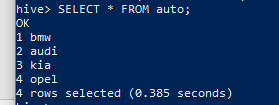 hive> SELECT * FROM auto;
OK
1 bmw
2 audi
3 kia
4 opel
4 rows selected (0.385 seconds)